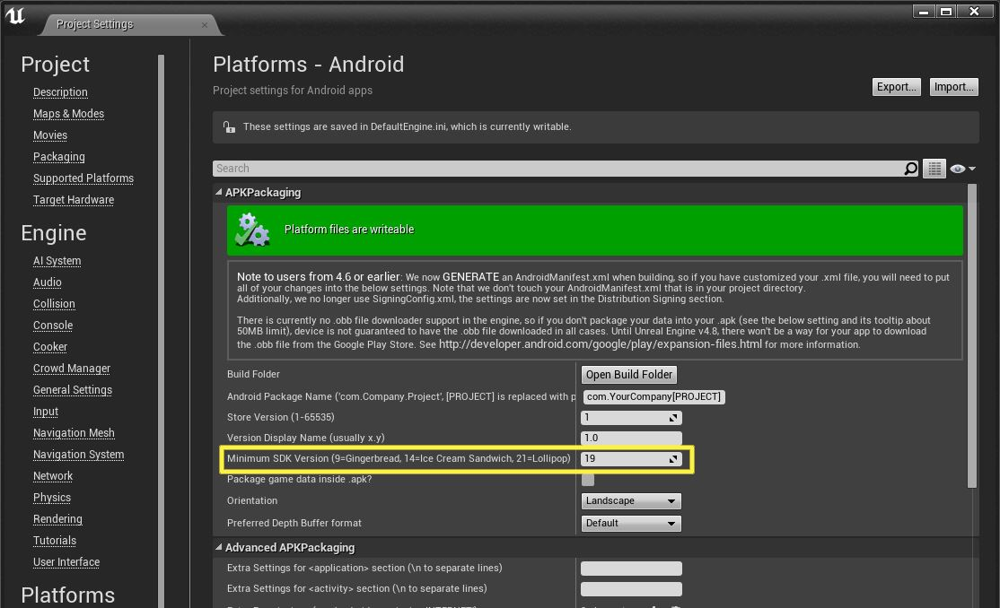 Project Settings
Project
Description
Maps & Modes
Movies
Packaging
Supported Platforms
Target Hardware
Engine
AI System
Audio
Collision
Console
Cooker
Crowd Manager
General Settings
Input
Navigation Mesh
Navigation System
Network
Physics
Rendering
Tutorials
User Interface
Platforms
Platforms - Android
Project settings for Android apps
Export...
Import...
These settings are saved in DefaultEngine.ini, which is currently writable.
Search
APKPackaging
Platform files are writeable
Note to users from 4.6 or earlier: We now GENERATE an AndroidManifest.xml when building, so if you have customized your .xml file, you will need to put
all of your changes into the below settings. Note that we don't touch your AndroidManifest.xml that is in your project directory.
Additionally, we no longer use SigningConfig.xml, the settings are now set in the Distribution Signing section.
There is currently no .obb file downloader support in the engine, so if you don't package your data into your .apk (see the below setting and its tooltip about
50MB limit), device is not guaranteed to have the .obb file downloaded in all cases. Until Unreal Engine v4.8, there won't be a way for your app to download
the .obb file from the Google Play Store. See http://developer.android.com/google/play/expansion-files.html for more information.
Build Folder
Open Build Folder
Android Package Name ('com.Company.Project', [PROJECT] is replaced with p
com.YourCompany[PROJECT]
Store Version (1-65535)
1
Version Display Name (usually x.y)
1.0
Minimum SDK Version (9=Gingerbread, 14=Ice Cream Sandwich, 21=Lollipop)
19
Package game data inside .apk?
Orientation
Landscape
Preferred Depth Buffer format
Default
Advanced APKPackaging
Extra Settings for <application> section (\n to separate lines)
Extra Settings for <activity> section (\n to separate lines)